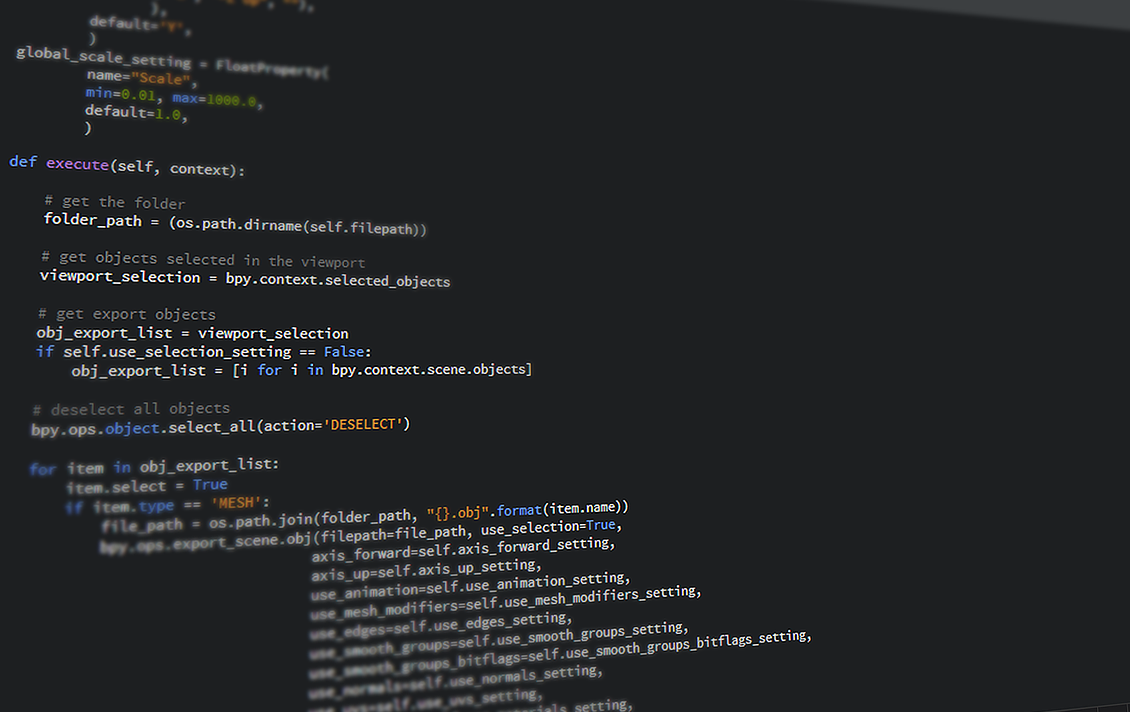 ),
default='Y',
)
global_scale_setting = FloatProperty(
name="Scale",
min=0.01, max=1000.0,
default=1.0,
)
def execute(self, context):
# get the folder
folder_path = (os.path.dirname(self.filepath))
# get objects selected in the viewport
viewport_selection = bpy.context.selected_objects
# get export objects
obj_export_list = viewport_selection
if self.use_selection_setting == False:
obj_export_list = [i for i in bpy.context.scene.objects]
# deselect all objects
bpy.ops.object.select_all(action='DESELECT')
for item in obj_export_list:
item.select = True
if item.type == 'MESH':
file_path = os.path.join(folder_path, "{}.obj".format(item.name))
bpy.ops.export_scene.obj(filepath=file_path, use_selection=True,
axis_forward=self.axis_forward_setting,
axis_up=self.axis_up_setting,
use_animation=self.use_animation_setting,
use_mesh_modifiers=self.use_mesh_modifiers_setting,
use_edges=self.use_edges_setting,
use_smooth_groups=self.use_smooth_groups_setting,
use_smooth_groups_bitflags=self.use_smooth_groups_bitflags_setting,
use_normals=self.use_normals_setting,
use_uvs=self.use_uvs_setting,